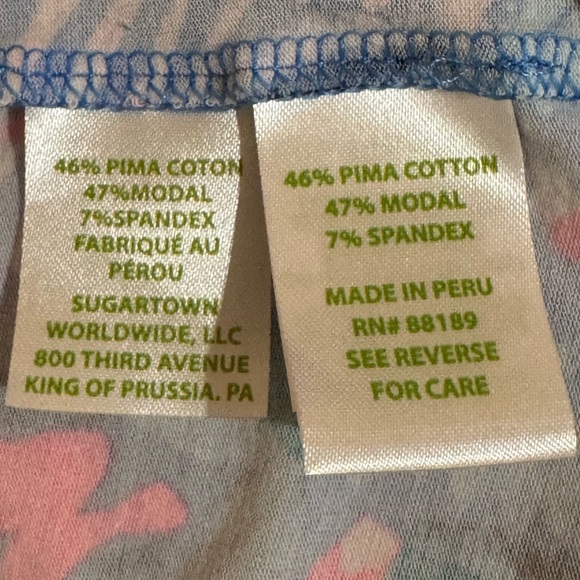 46% PIMA COTON
47%MODAL
7%SPANDEX
FABRIQUÉ AU
PÉROU
SUGARTOWN
WORLDWIDE, LLC
800 THIRD AVENUE
KING OF PRUSSIA. PA
46% PIMA COTTON
47% MODAL
7% SPANDEX
MADE IN PERU
RN# 88189
SEE REVERSE
FOR CARE